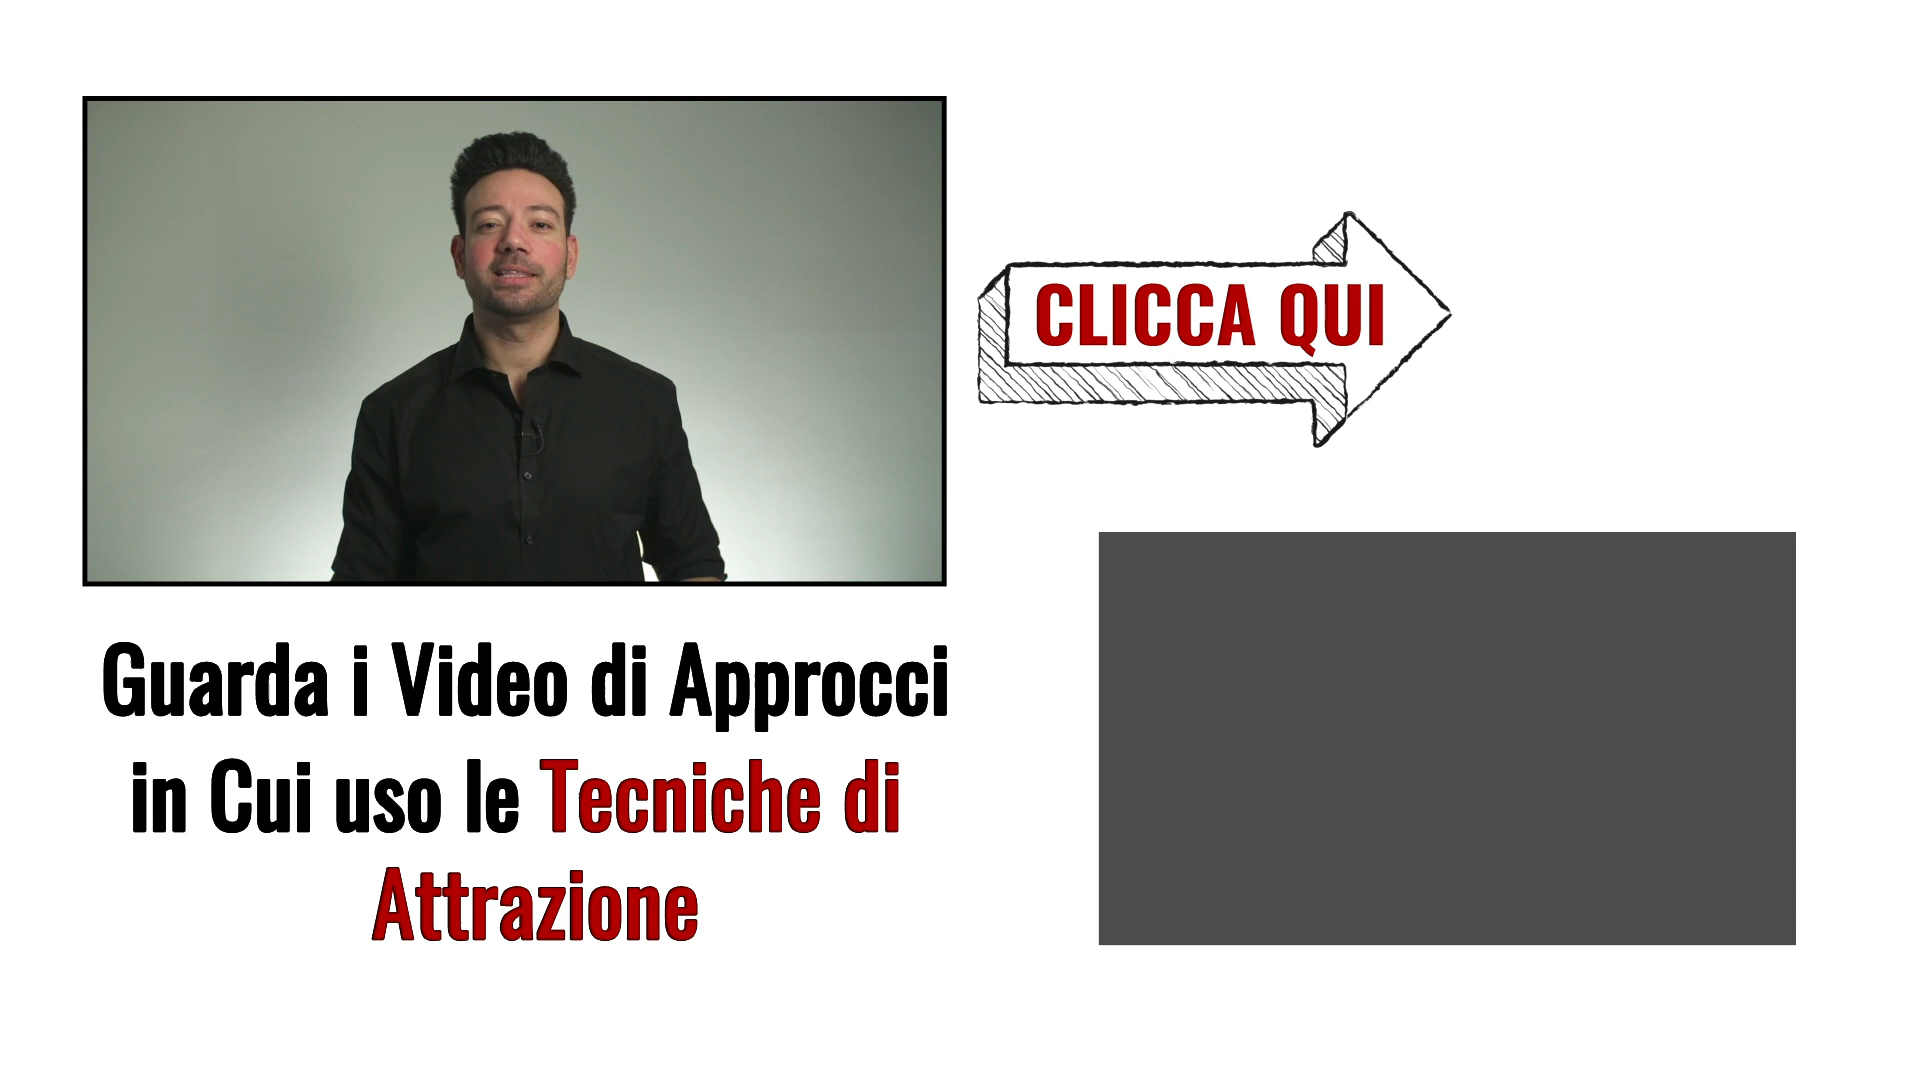 CLICCA QUI
Guarda i Video di Approcci
in Cui uso le Tecniche di
Attrazione